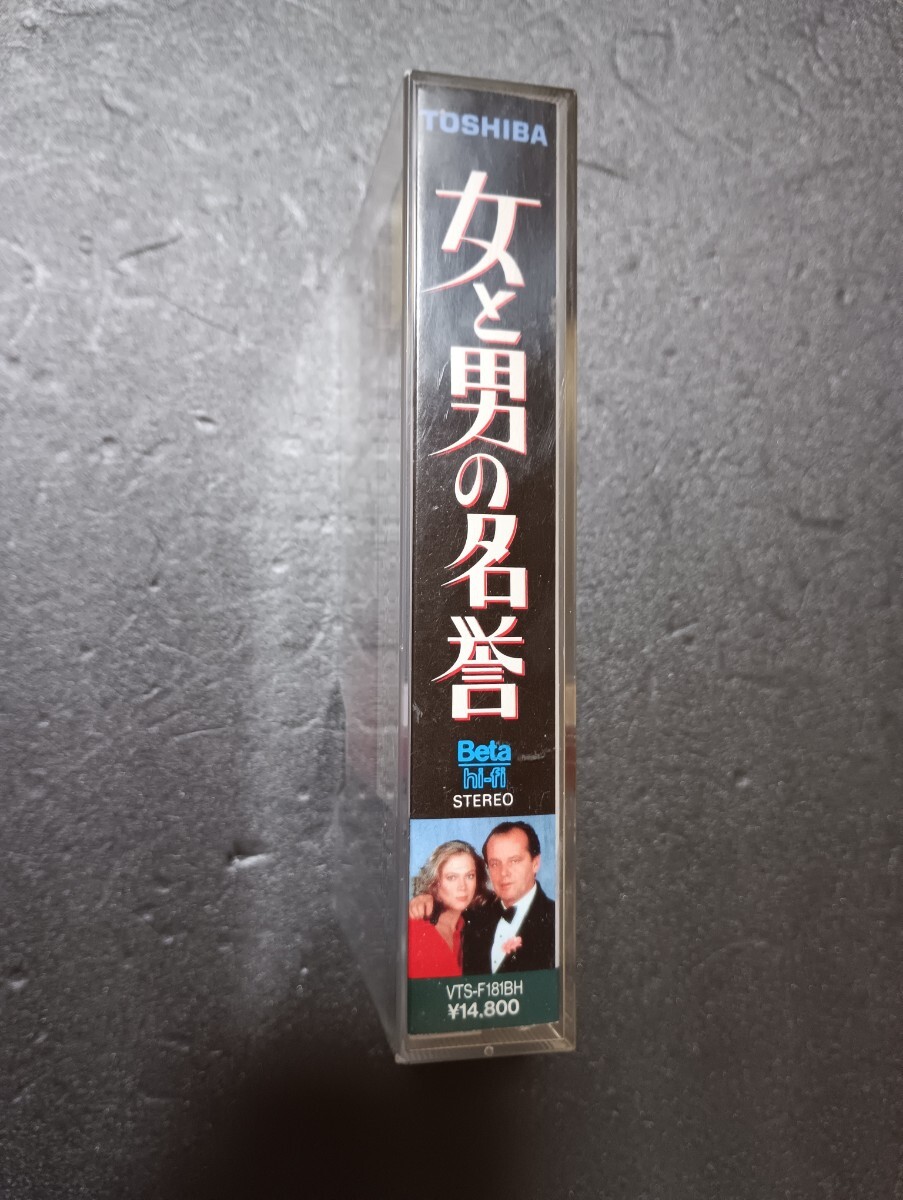 TOSHIBA
女と男の名誉
Beta
hi-fi
STEREO
VTS-F181BH
¥14,800